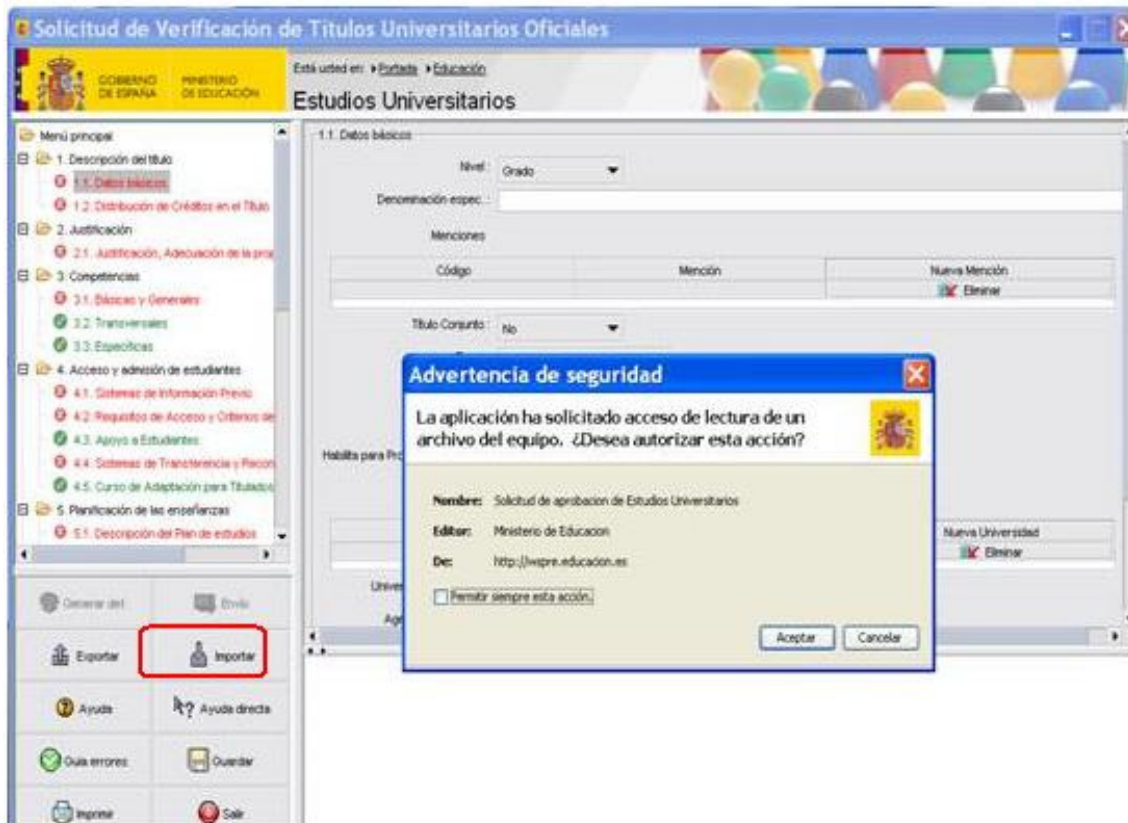 Solicitud de Verificación de Títulos Universitarios Oficiales
GOBIERNO DE ESPAÑA
MINISTERIO DE EDUCACIÓN
Está usted en: Portada Educación
Estudios Universitarios
Menú principal
1. Descripción del título
1.1. Datos básicos
1.2. Distribución de Créditos en el Título
2. Justificación
2.1. Justificación, Adecuación de la prop
3. Competencias
3.1. Básicas y Generales
3.2. Transversales
3.3. Específicas
4. Acceso y admisión de estudiantes
4.1. Sistemas de Información Previo
4.2. Requisitos de Acceso y Criterios de
4.3. Apoyo a Estudiantes
4.4. Sistemas de Transferencia y Recon
4.5. Curso de Adaptación para Titulados
5. Planificación de las enseñanzas
5.1. Descripción del Plan de estudios
Generar def.
Envío
Exportar
Importar
Ayuda
Ayuda directa
Guía errores
Guardar
Imprimir
Salir
1.1. Datos básicos
Nivel: Grado
Denominación espec.:
Menciones
Código
Mención
Nueva Mención
Eliminar
Título Conjunto: No
Habilita para Pro
Nueva Universidad
Eliminar
Univer
Advertencia de seguridad
La aplicación ha solicitado acceso de lectura de un
archivo del equipo. ¿Desea autorizar esta acción?
Nombre: Solicitud de aprobacion de Estudios Universitarios
Editor: Ministerio de Educacion
De: http://wspre.educacion.es
Permitir siempre esta acción.
Aceptar
Cancelar